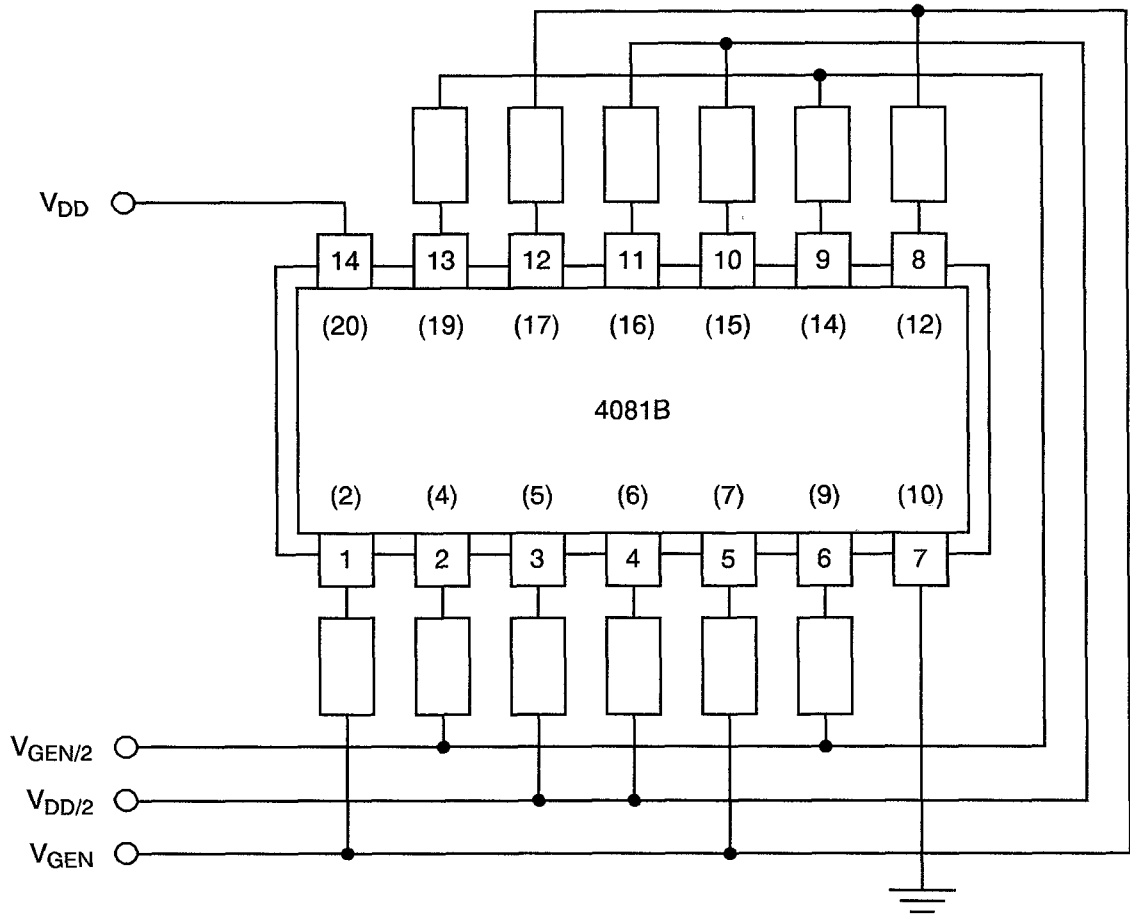 V_DD
14 13 12 11 10 9 8
(20) (19) (17) (16) (15) (14) (12)
4081B
(2) (4) (5) (6) (7) (9) (10)
1 2 3 4 5 6 7
V_GEN/2
V_DD/2
V_GEN